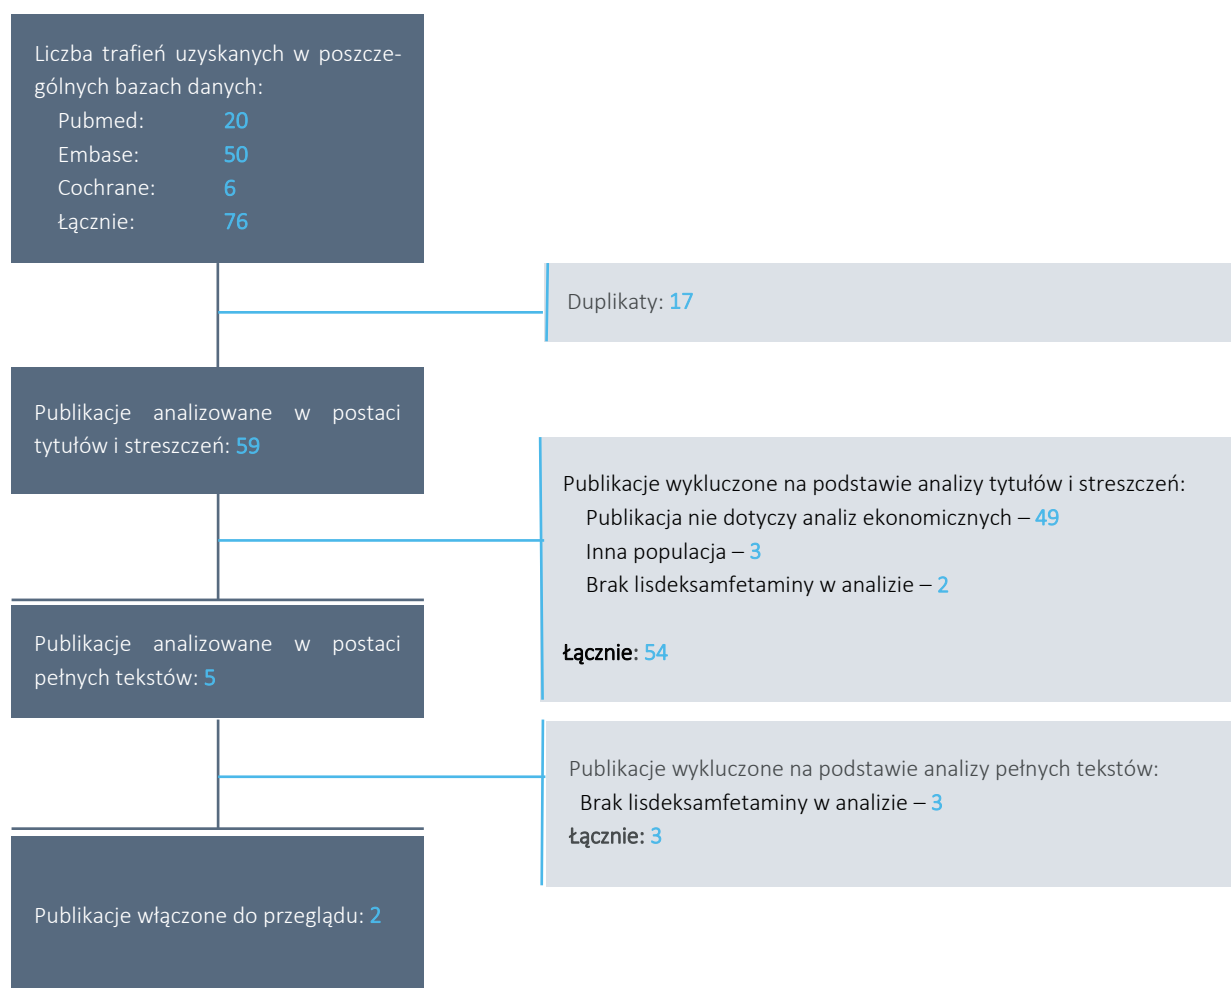 Liczba trafień uzyskanych w poszcze-
gólnych bazach danych:
Pubmed: 20
Embase: 50
Cochrane: 6
Łącznie: 76
Duplikaty: 17
Publikacje analizowane w postaci
tytułów i streszczeń: 59
Publikacje wykluczone na podstawie analizy tytułów i streszczeń:
Publikacja nie dotyczy analiz ekonomicznych – 49
Inna populacja – 3
Brak lisdeksamfetaminy w analizie – 2
Łącznie: 54
Publikacje analizowane w postaci
pełnych tekstów: 5
Publikacje wykluczone na podstawie analizy pełnych tekstów:
Brak lisdeksamfetaminy w analizie – 3
Łącznie: 3
Publikacje włączone do przeglądu: 2